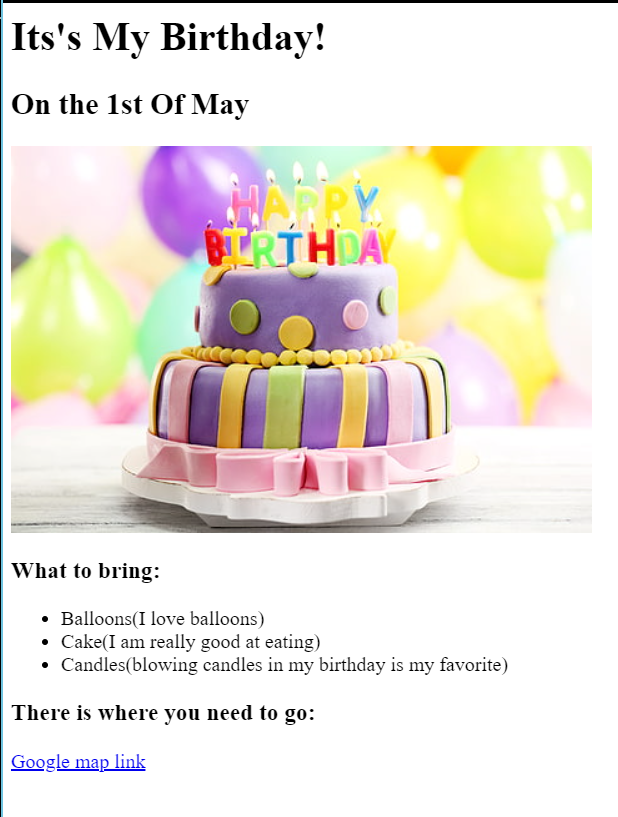 Its's My Birthday!
On the 1st Of May
HAPPY
BIRTHDAY
What to bring:
Balloons(I love balloons)
Cake(I am really good at eating)
Candles(blowing candles in my birthday is my favorite)
There is where you need to go:
Google map link